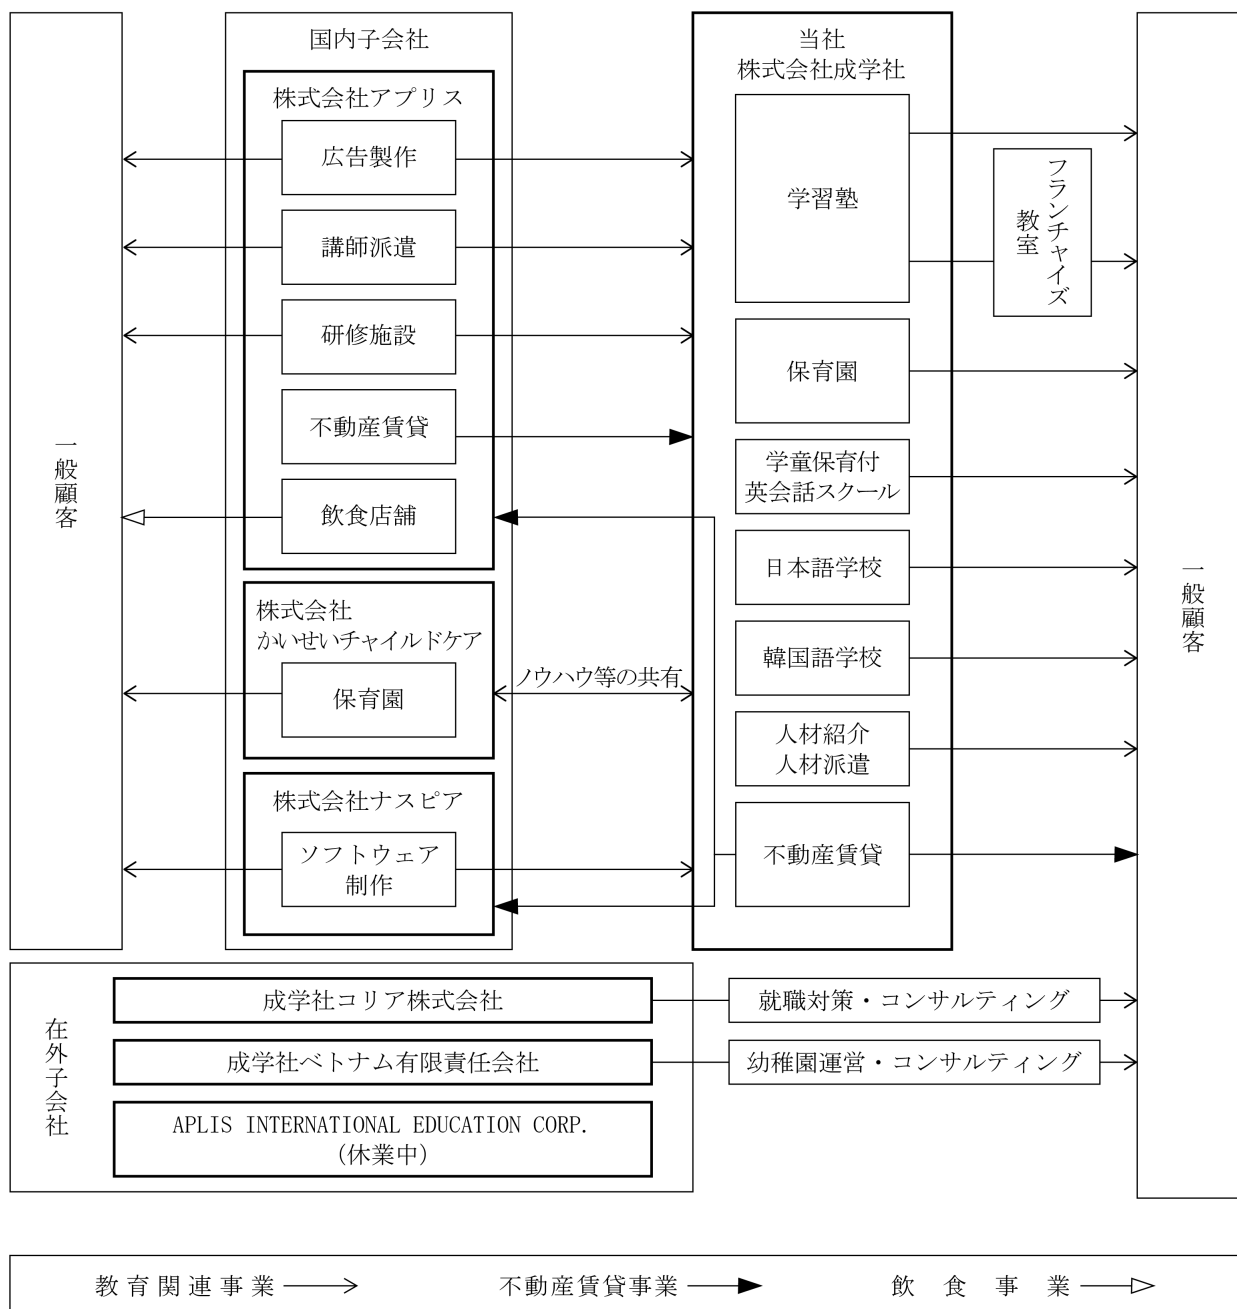 一般顧客
国内子会社
株式会社アプリス
広告製作
講師派遣
研修施設
不動産賃貸
飲食店舗
株式会社
かいせいチャイルドケア
保育園
株式会社ナスピア
ソフトウェア
制作
ノウハウ等の共有
当社
株式会社成学社
学習塾
フランチャイズ
教室
保育園
学童保育付
英会話スクール
日本語学校
韓国語学校
人材紹介
人材派遣
不動産賃貸
一般顧客
在外子会社
成学社コリア株式会社
就職対策・コンサルティング
成学社ベトナム有限責任会社
幼稚園運営・コンサルティング
APLIS INTERNATIONAL EDUCATION CORP.
(休業中)
教育関連事業
不動産賃貸事業
飲食事業